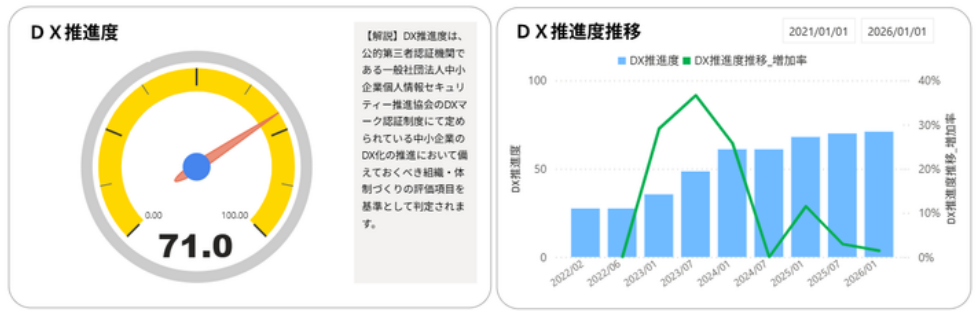 ＤＸ推進度
【解説】DX推進度は、
公的第三者認証機関で
ある一般社団法人中小
企業個人情報セキュリ
ティー推進協会のDXマ
ーク認証制度にて定め
られている中小企業の
DX化の推進において備
えておくべき組織・体
制づくりの評価項目を
基準として判定されま
す。
0.00
100.00
71.0
ＤＸ推進度推移
2021/01/01
2026/01/01
DX推進度
DX推進度推移_増加率
100
50
0
DX推進度
40%
30%
20%
10%
0%
DX推進度推移_増加率
2022/02
2022/06
2023/01
2023/07
2024/01
2024/07
2025/01
2025/07
2026/01